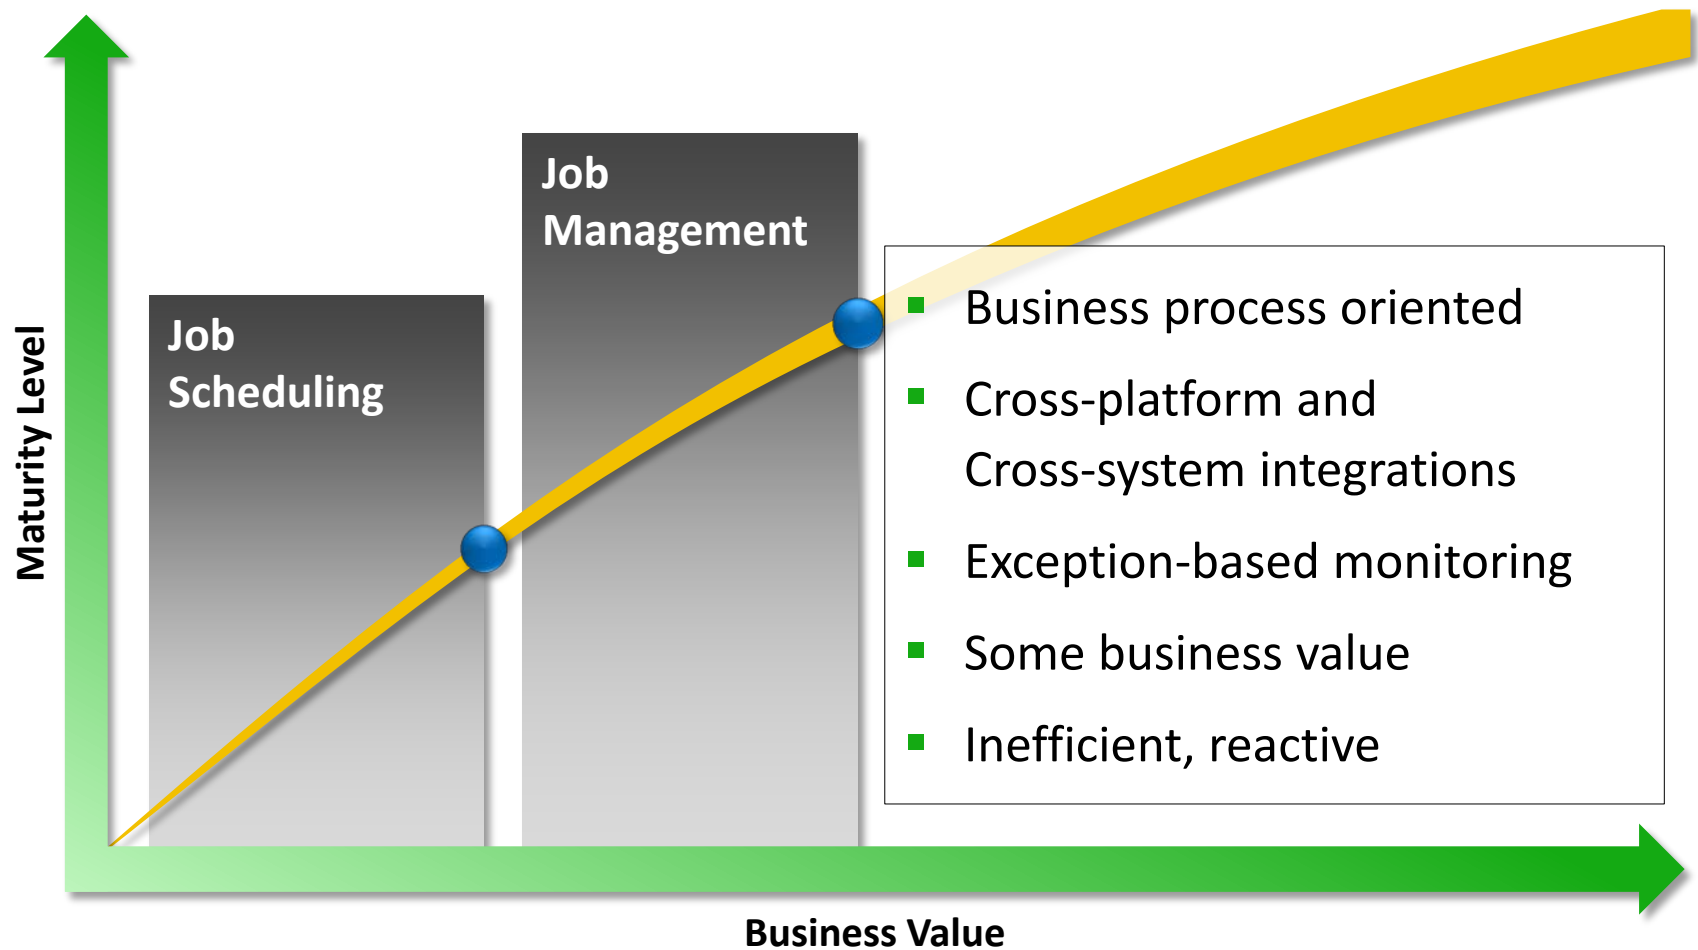 Maturity Level
Job
Scheduling
Job
Management
Business process oriented
Cross-platform and
Cross-system integrations
Exception-based monitoring
Some business value
Inefficient, reactive
Business Value